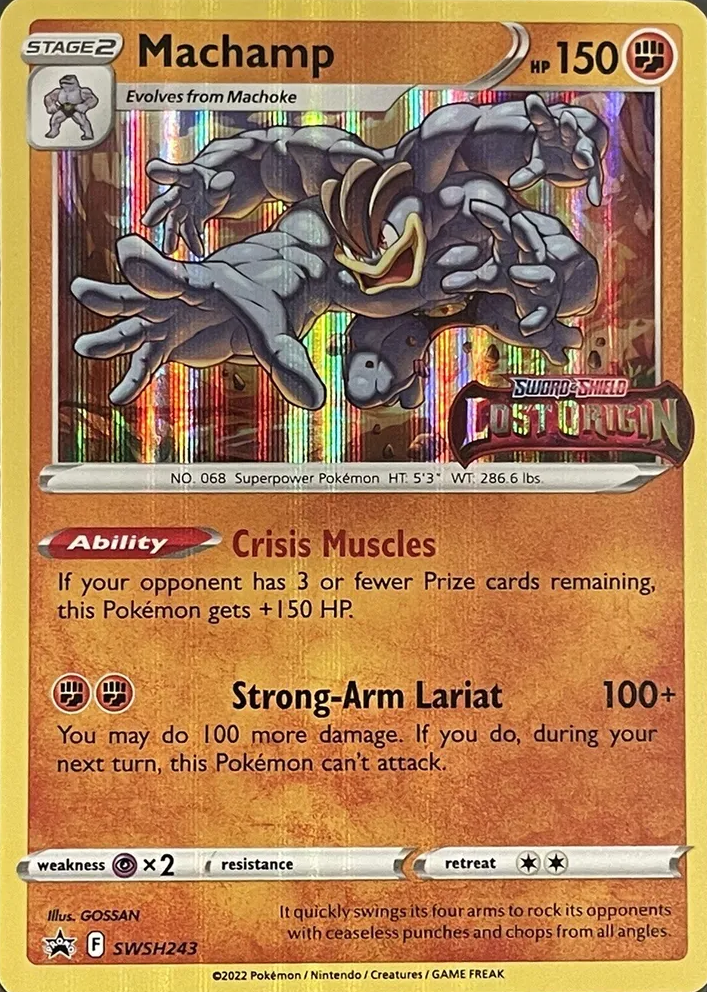 STAGE2
Machamp
HP 150
Evolves from Machoke
SWORD & SHIELD
LOST ORIGIN
NO. 068 Superpower Pokémon HT: 5'3" WT: 286.6 lbs.
Ability Crisis Muscles
If your opponent has 3 or fewer Prize cards remaining,
this Pokémon gets +150 HP.
Strong-Arm Lariat 100+
You may do 100 more damage. If you do, during your
next turn, this Pokémon can't attack.
weakness ×2 resistance retreat
Illus. GOSSAN
It quickly swings its four arms to rock its opponents
with ceaseless punches and chops from all angles.
PROMO F SWSH243
©2022 Pokémon / Nintendo / Creatures / GAME FREAK